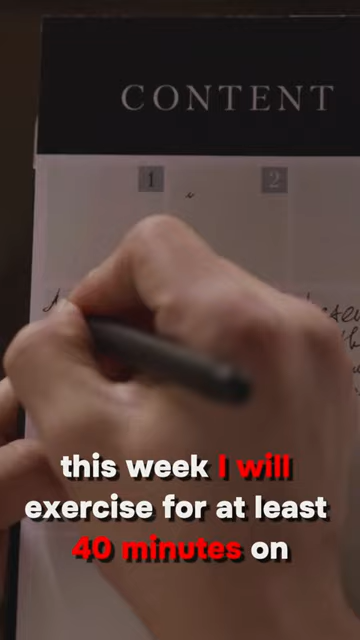 CONTENT
1 2
this week I will
exercise for at least
40 minutes on